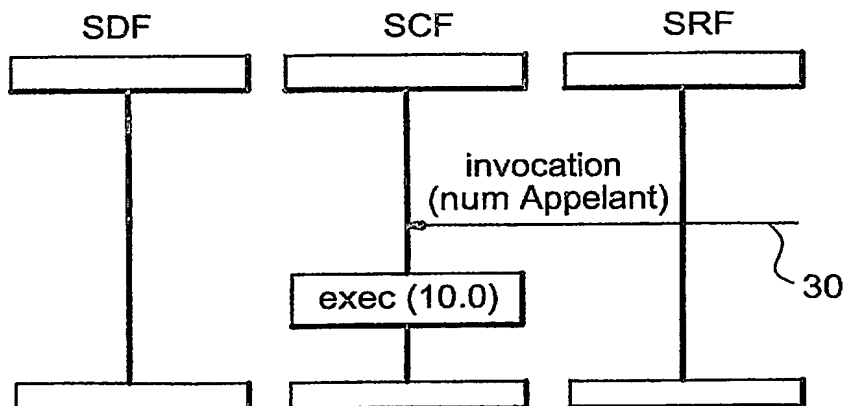 SDF SCF SRF
invocation
(num Appelant)
30
exec (10.0)